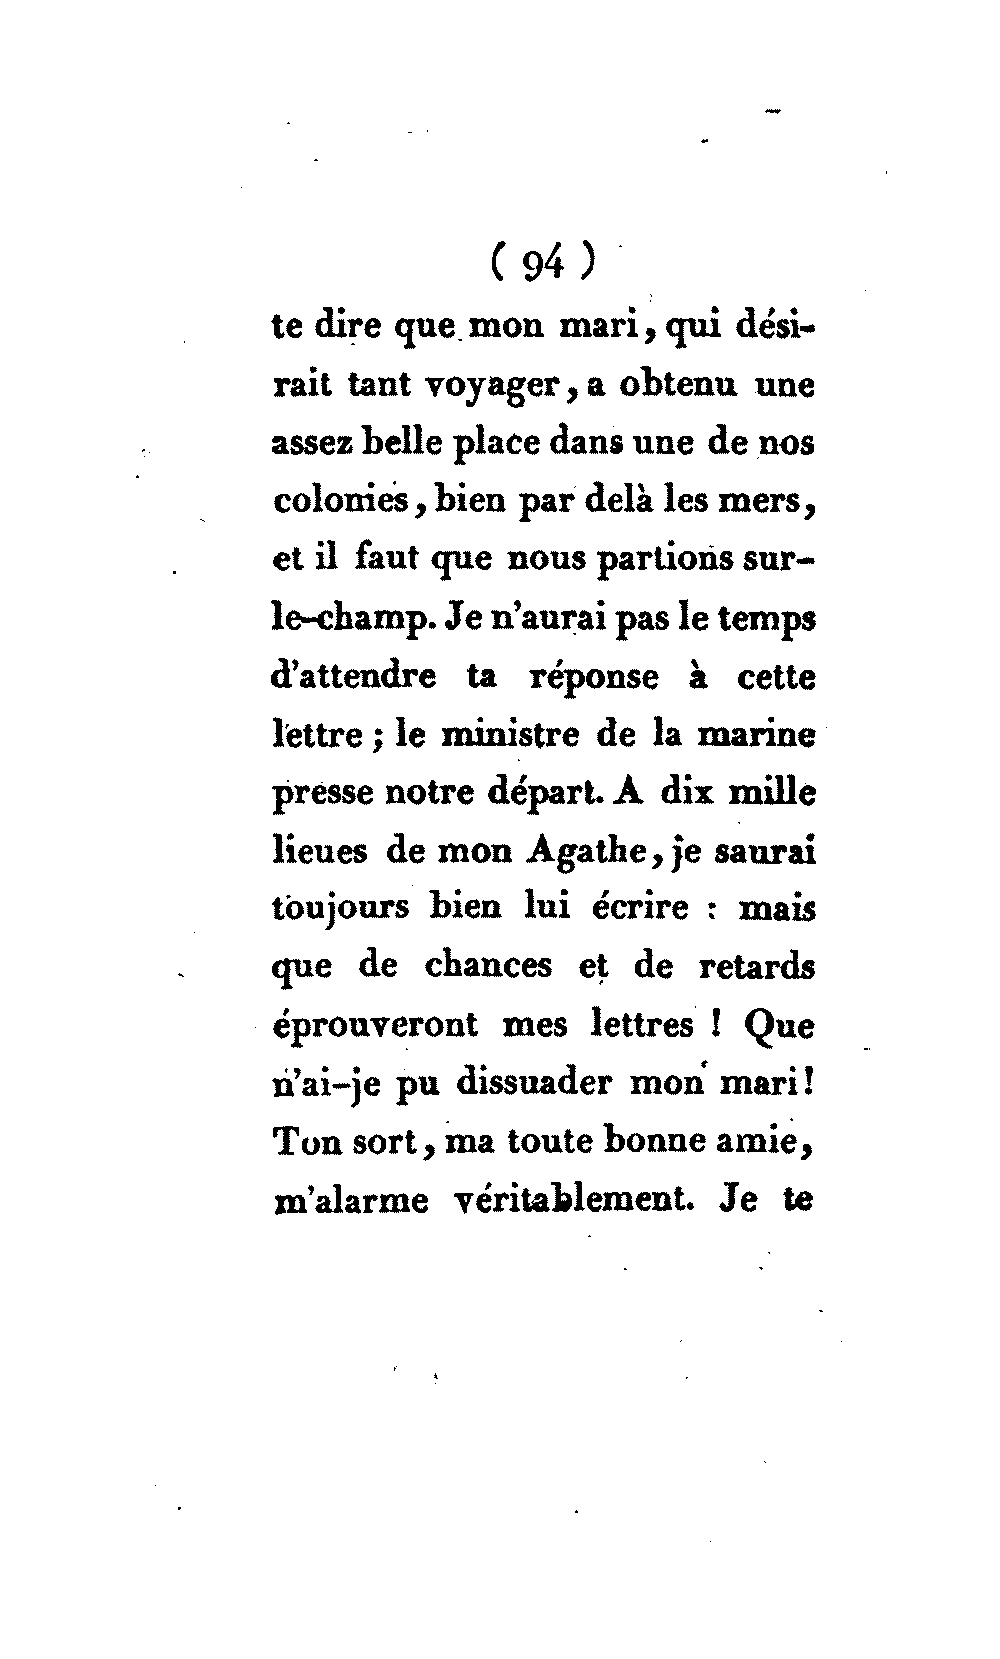 ( 94 )
te dire que mon mari, qui dési-
rait tant voyager, a obtenu une
assez belle place dans une de nos
colonies, bien par delà les mers,
et il faut que nous partions sur-
le-champ. Je n'aurai pas le temps
d'attendre ta réponse à cette
lettre ; le ministre de la marine
presse notre départ. A dix mille
lieues de mon Agathe, je saurai
toujours bien lui écrire : mais
que de chances et de retards
éprouveront mes lettres ! Que
n'ai-je pu dissuader mon mari!
Ton sort, ma toute bonne amie,
m'alarme véritablement. Je te